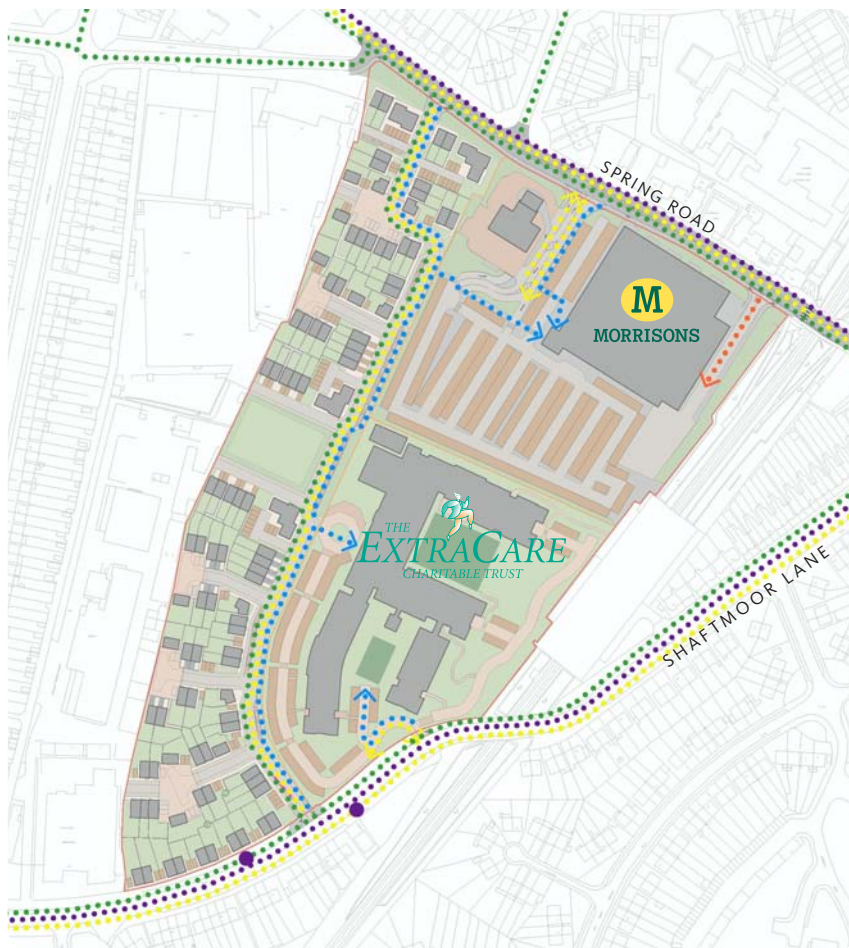 SPRING ROAD
M
MORRISONS
THE
EXTRACARE
CHARITABLE TRUST
SHAFTMOOR LANE